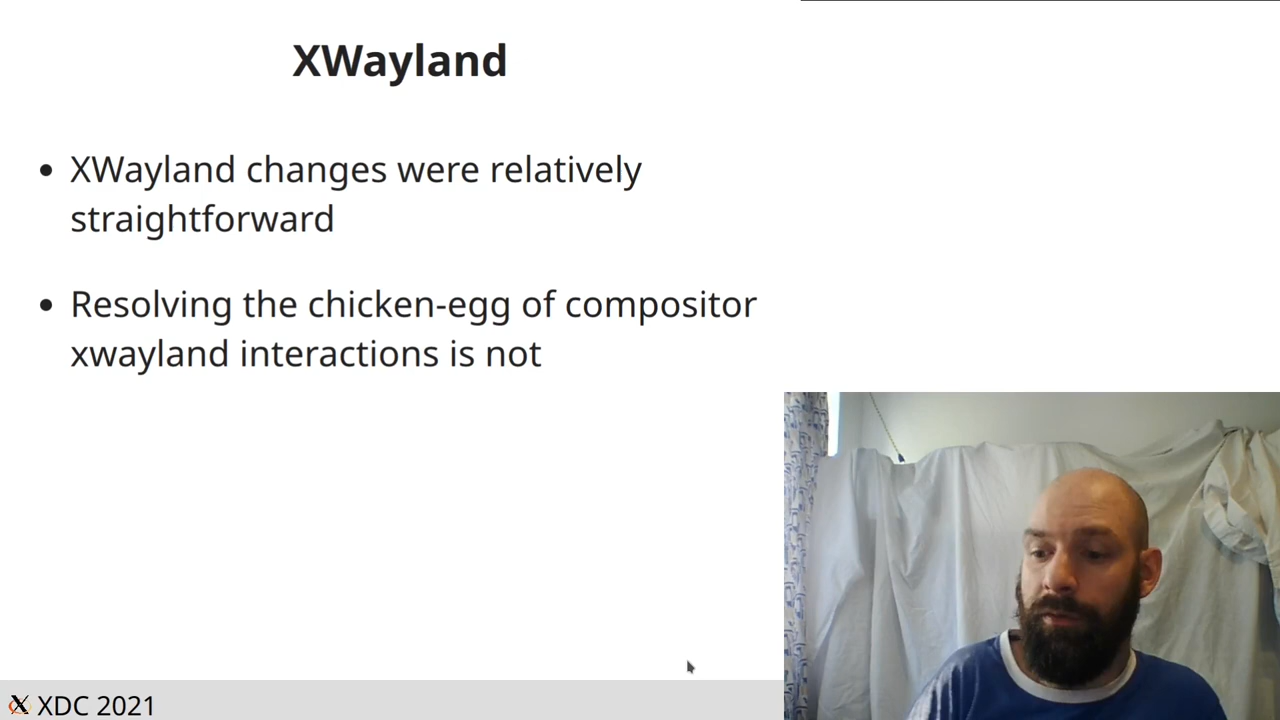 XWayland
• XWayland changes were relatively
straightforward
• Resolving the chicken-egg of compositor
xwayland interactions is not
XDC 2021